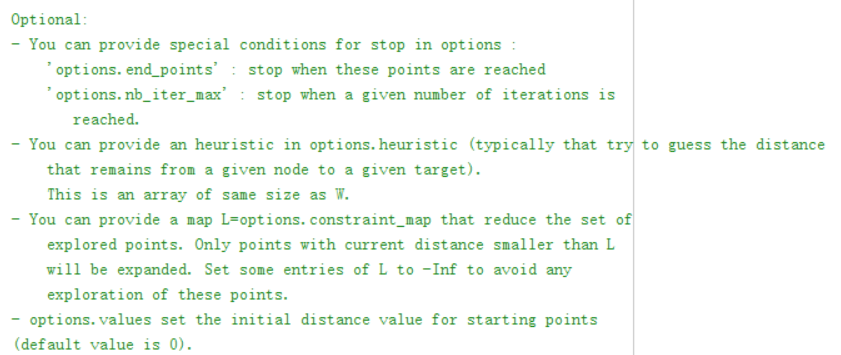 Optional:
- You can provide special conditions for stop in options :
'options.end_points' : stop when these points are reached
'options.nb_iter_max' : stop when a given number of iterations is
reached.
- You can provide an heuristic in options.heuristic (typically that try to guess the distance
that remains from a given node to a given target).
This is an array of same size as W.
- You can provide a map L=options.constraint_map that reduce the set of
explored points. Only points with current distance smaller than L
will be expanded. Set some entries of L to -Inf to avoid any
exploration of these points.
- options.values set the initial distance value for starting points
(default value is 0).